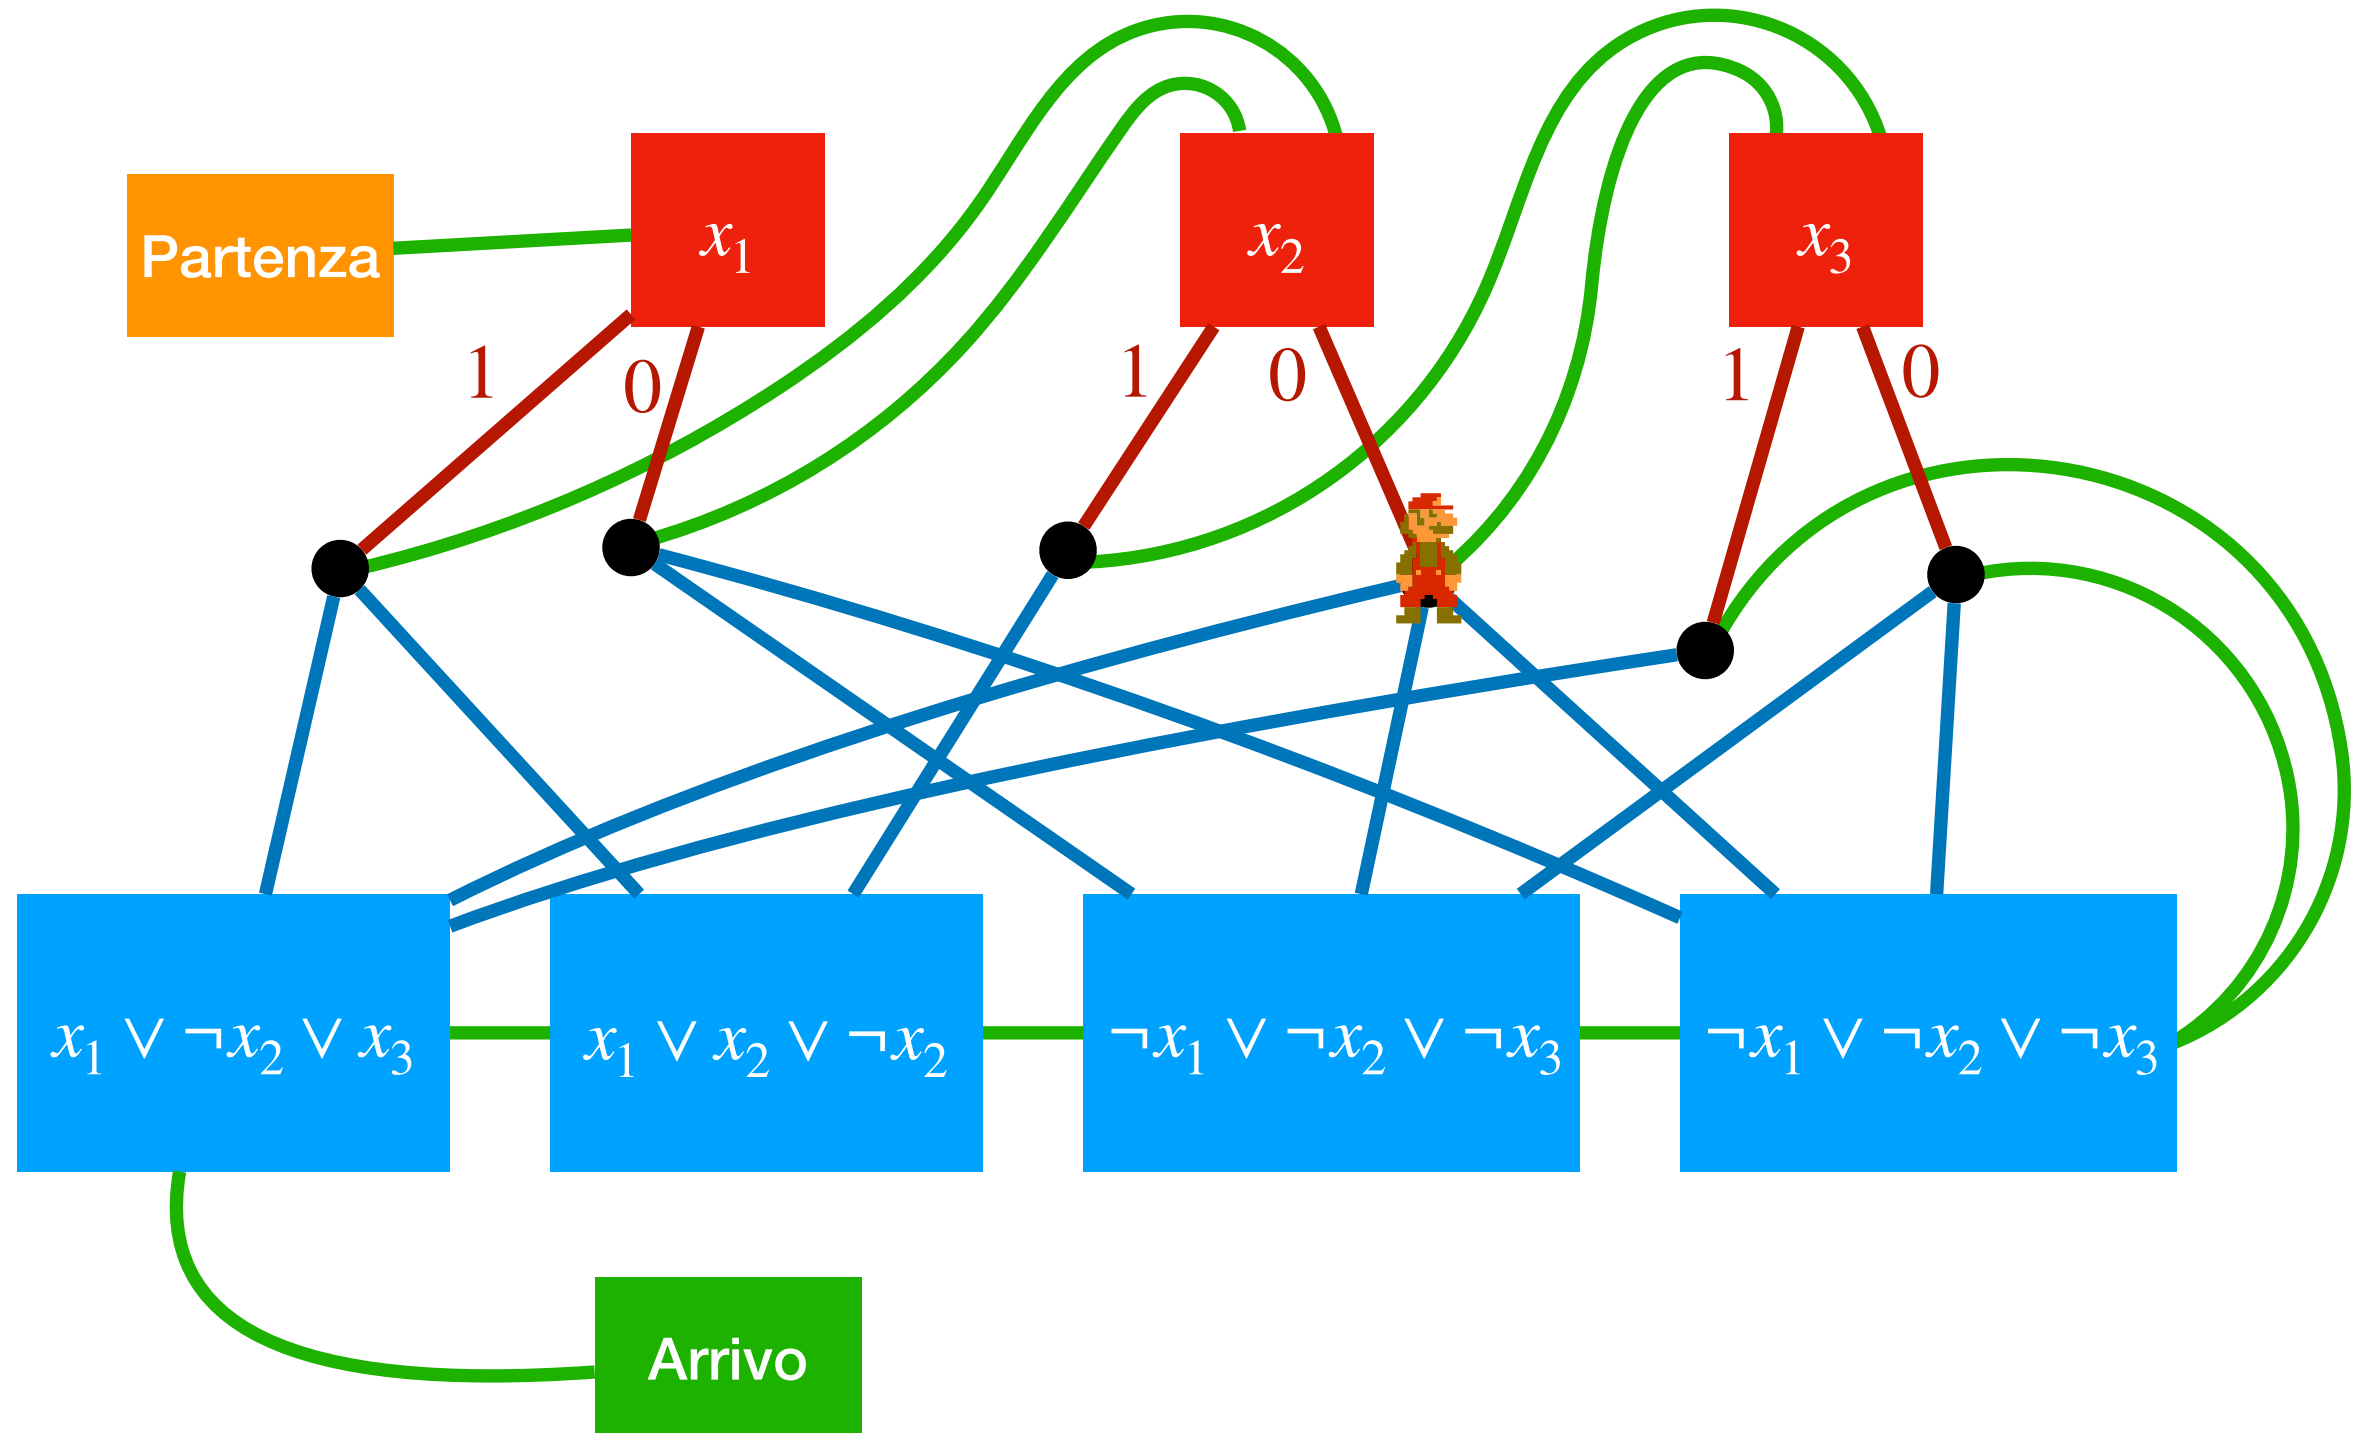 Partenza
x₁
x₂
x₃
1
0
1
0
1
0
x₁ ∨ ¬x₂ ∨ x₃
x₁ ∨ x₂ ∨ ¬x₂
¬x₁ ∨ ¬x₂ ∨ ¬x₃
¬x₁ ∨ ¬x₂ ∨ ¬x₃
Arrivo